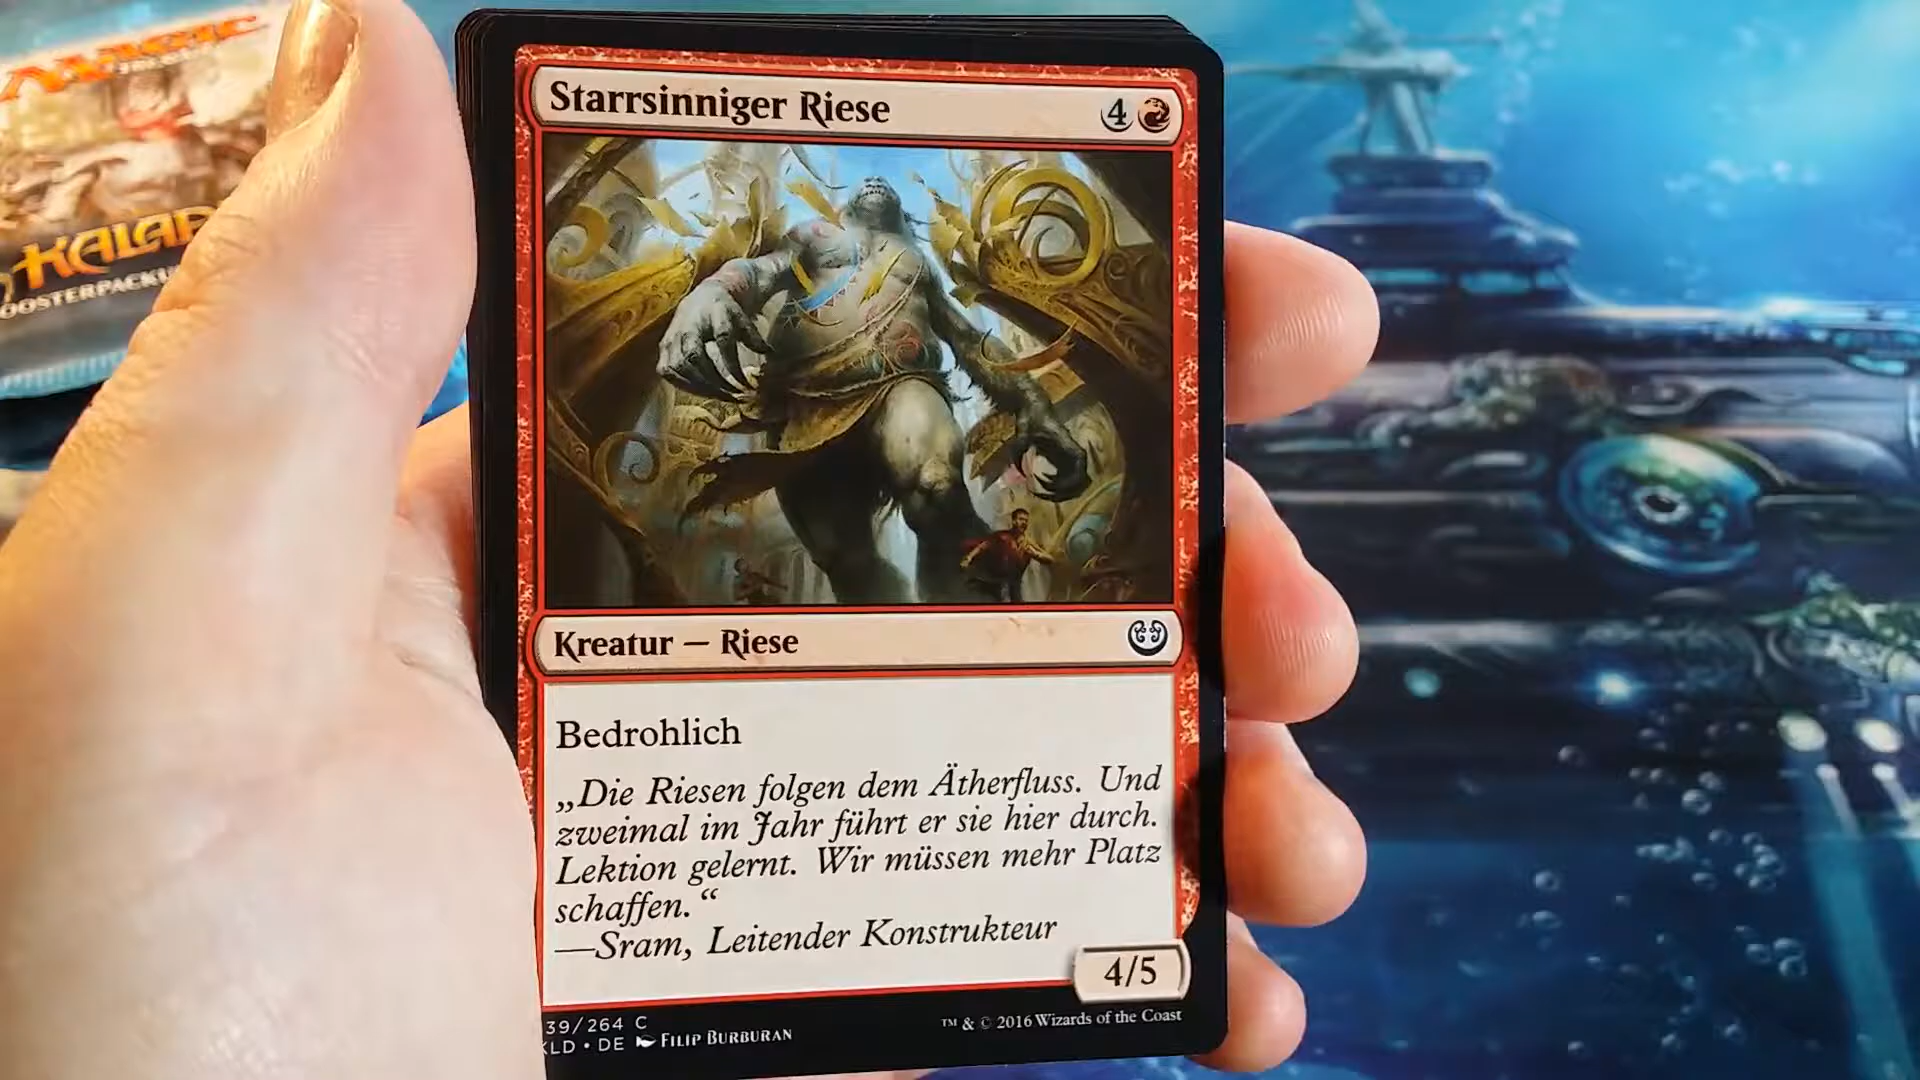 Starrsinniger Riese
4
Kreatur — Riese
Bedrohlich
„Die Riesen folgen dem Ätherfluss. Und
zweimal im Jahr führt er sie hier durch.
Lektion gelernt. Wir müssen mehr Platz
schaffen.“
—Sram, Leitender Konstrukteur
4/5
39/264 C
KLD • DE Filip Burburan
™ & © 2016 Wizards of the Coast
MAGIC
KALAD
OOSTERPACKU